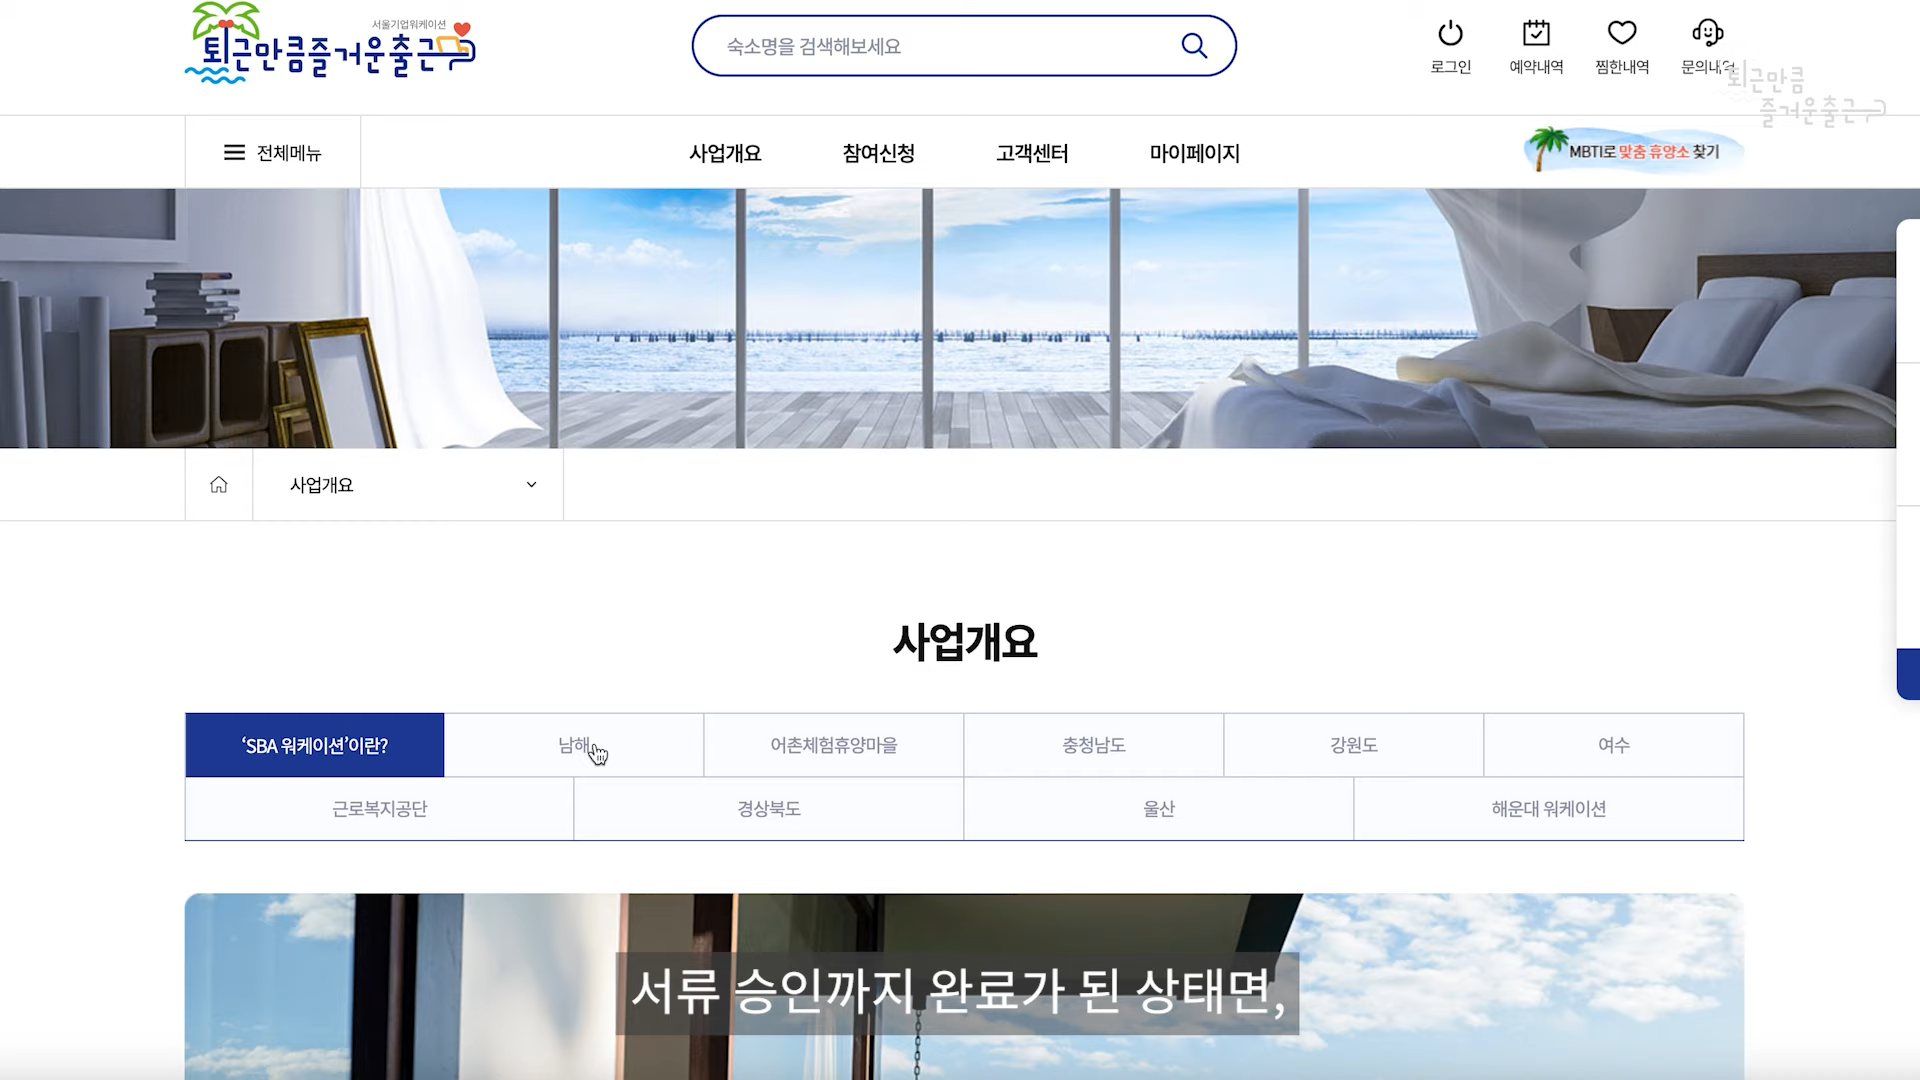 서울기업워케이션
퇴근만큼즐거운출근
숙소명을 검색해보세요
로그인
예약내역
찜한내역
문의내역
퇴근만큼
즐거운출근
전체메뉴
사업개요
참여신청
고객센터
마이페이지
MBTI로 맞춤 휴양소 찾기
사업개요
사업개요
‘SBA 워케이션’이란?
남해
어촌체험휴양마을
충청남도
강원도
여수
근로복지공단
경상북도
울산
해운대 워케이션
서류 승인까지 완료가 된 상태면,